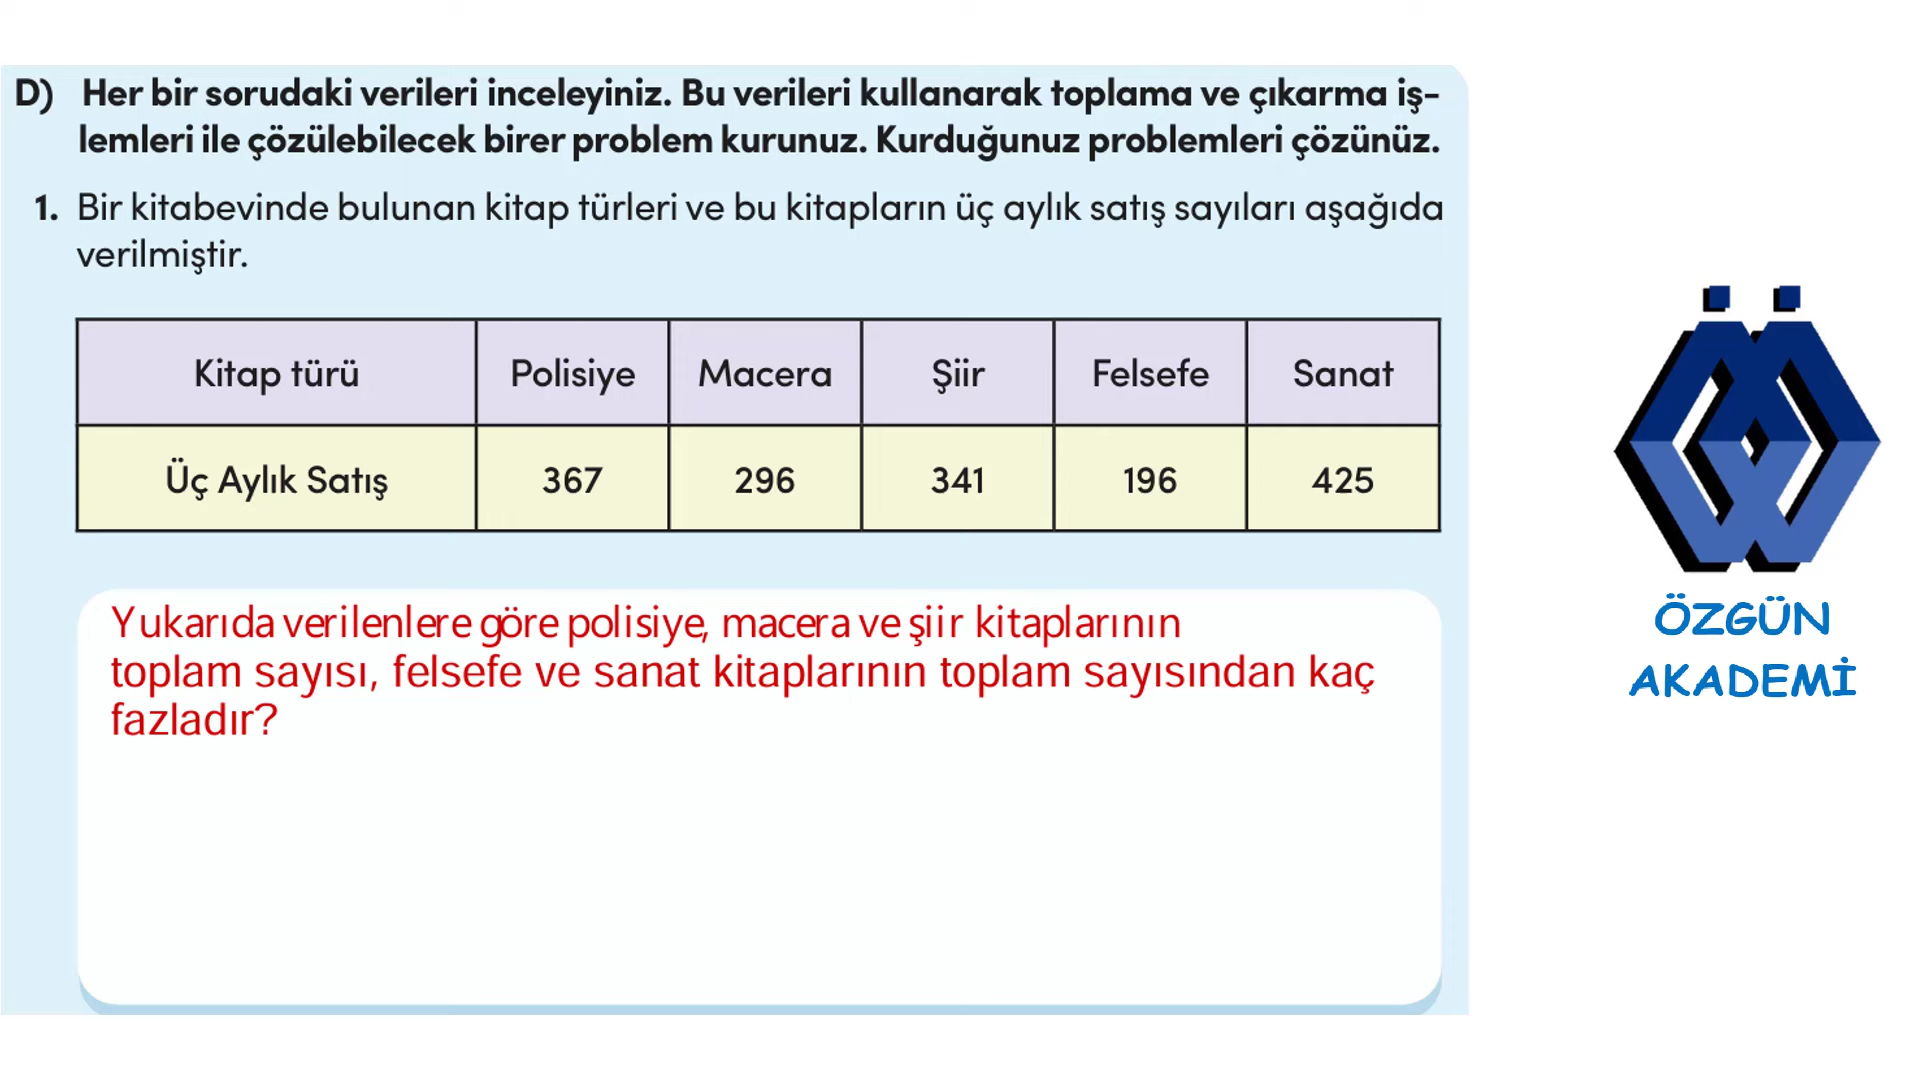 D) Her bir sorudaki verileri inceleyiniz. Bu verileri kullanarak toplama ve çıkarma iş-
lemleri ile çözülebilecek birer problem kurunuz. Kurduğunuz problemleri çözünüz.
1. Bir kitabevinde bulunan kitap türleri ve bu kitapların üç aylık satış sayıları aşağıda
verilmiştir.
Kitap türü Polisiye Macera Şiir Felsefe Sanat
Üç Aylık Satış 367 296 341 196 425
Yukarıda verilenlere göre polisiye, macera ve şiir kitaplarının
toplam sayısı, felsefe ve sanat kitaplarının toplam sayısından kaç
fazladır?
ÖZGÜN
AKADEMİ